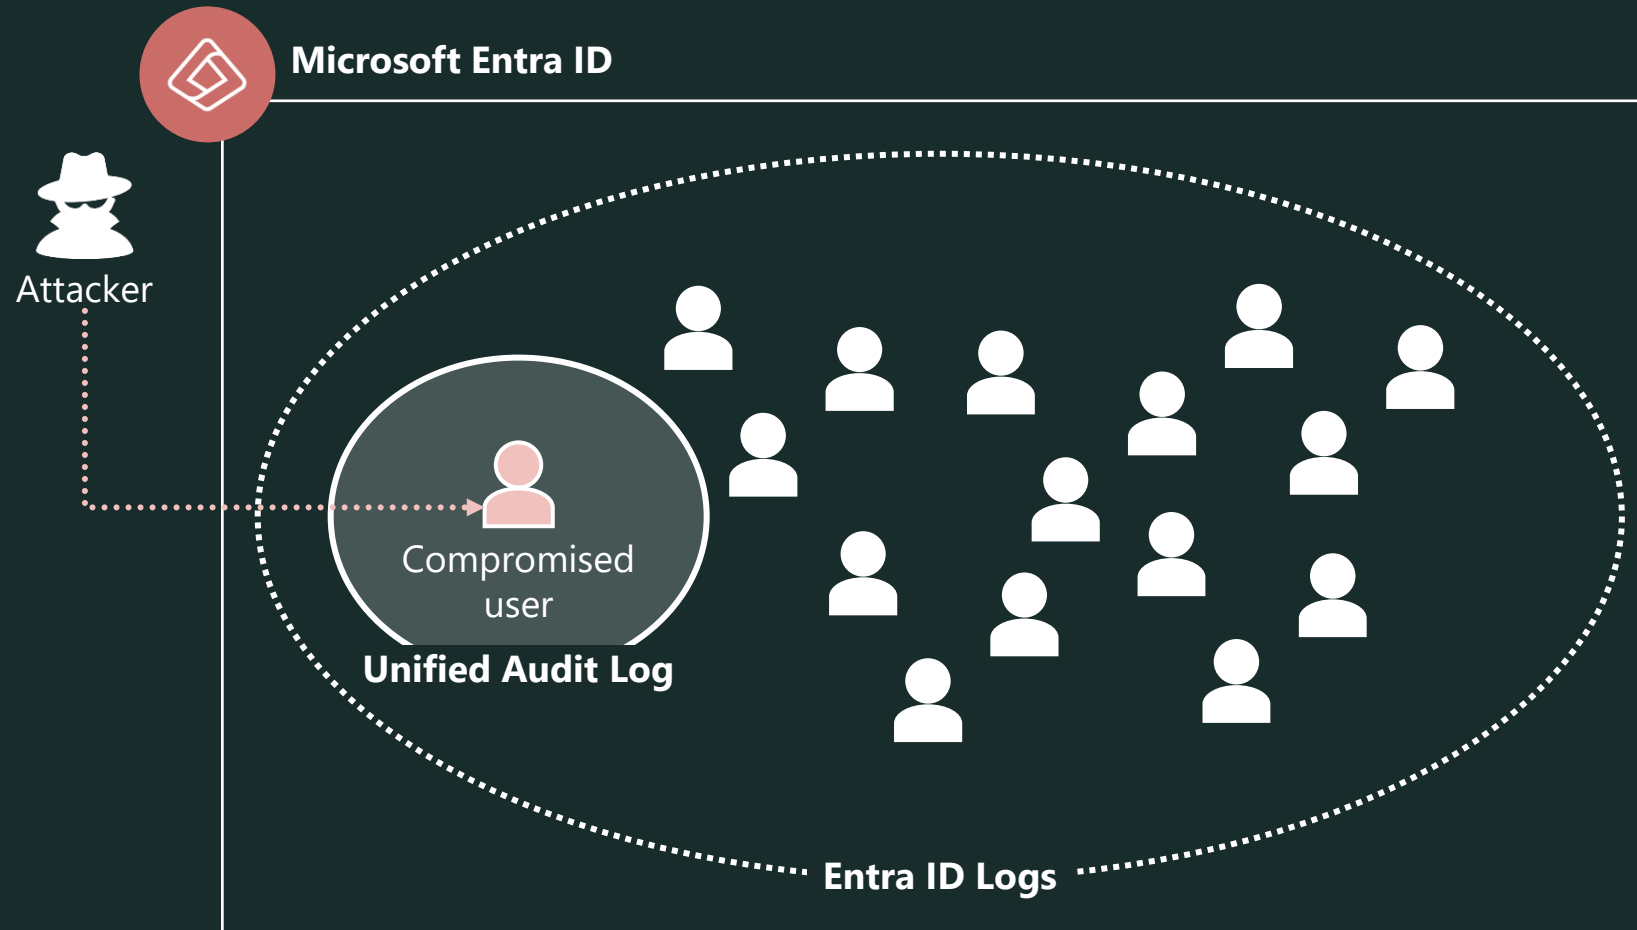 Microsoft Entra ID
Attacker
Compromised
user
Unified Audit Log
Entra ID Logs